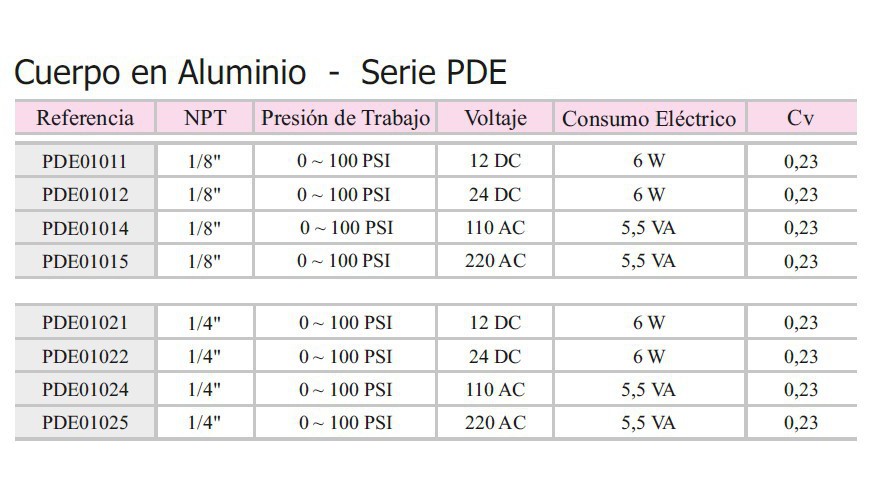 Cuerpo en Aluminio - Serie PDE
Referencia NPT Presión de Trabajo Voltaje Consumo Eléctrico Cv
PDE01011 1/8" 0 ~ 100 PSI 12 DC 6 W 0,23
PDE01012 1/8" 0 ~ 100 PSI 24 DC 6 W 0,23
PDE01014 1/8" 0 ~ 100 PSI 110 AC 5,5 VA 0,23
PDE01015 1/8" 0 ~ 100 PSI 220 AC 5,5 VA 0,23
PDE01021 1/4" 0 ~ 100 PSI 12 DC 6 W 0,23
PDE01022 1/4" 0 ~ 100 PSI 24 DC 6 W 0,23
PDE01024 1/4" 0 ~ 100 PSI 110 AC 5,5 VA 0,23
PDE01025 1/4" 0 ~ 100 PSI 220 AC 5,5 VA 0,23